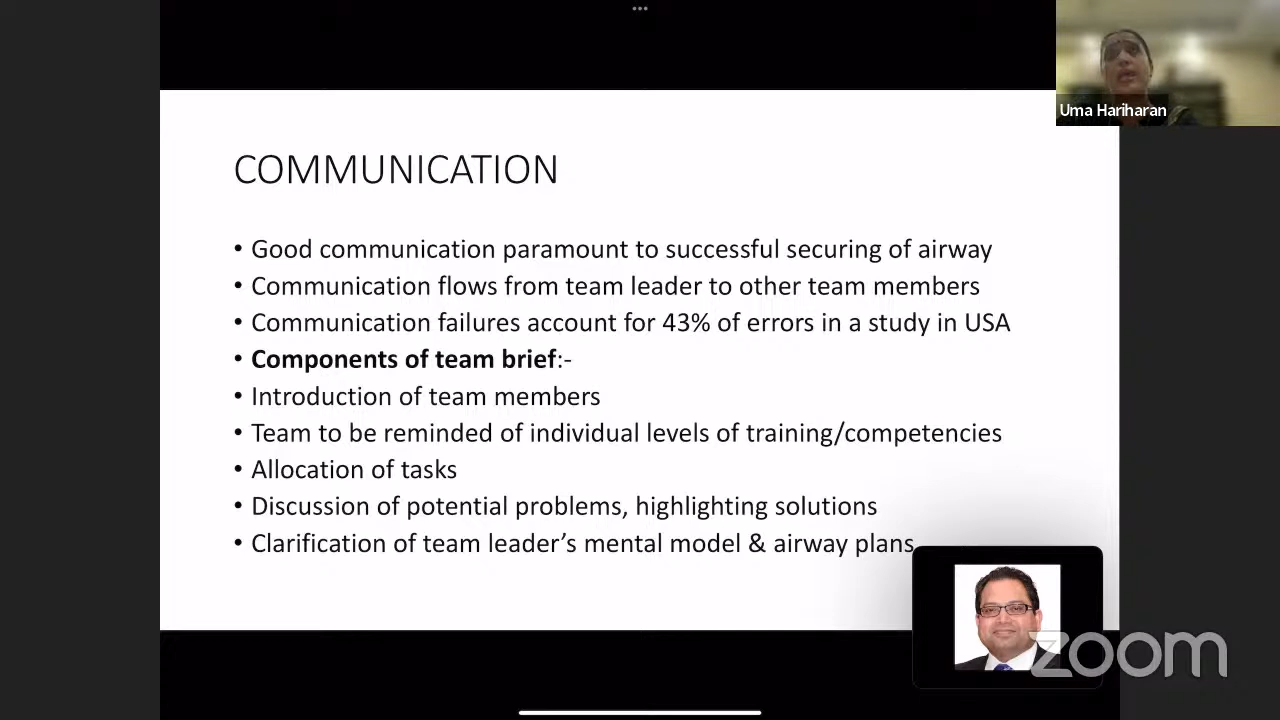 Uma Hariharan
COMMUNICATION
• Good communication paramount to successful securing of airway
• Communication flows from team leader to other team members
• Communication failures account for 43% of errors in a study in USA
• Components of team brief:-
• Introduction of team members
• Team to be reminded of individual levels of training/competencies
• Allocation of tasks
• Discussion of potential problems, highlighting solutions
• Clarification of team leader’s mental model & airway plans
zoom